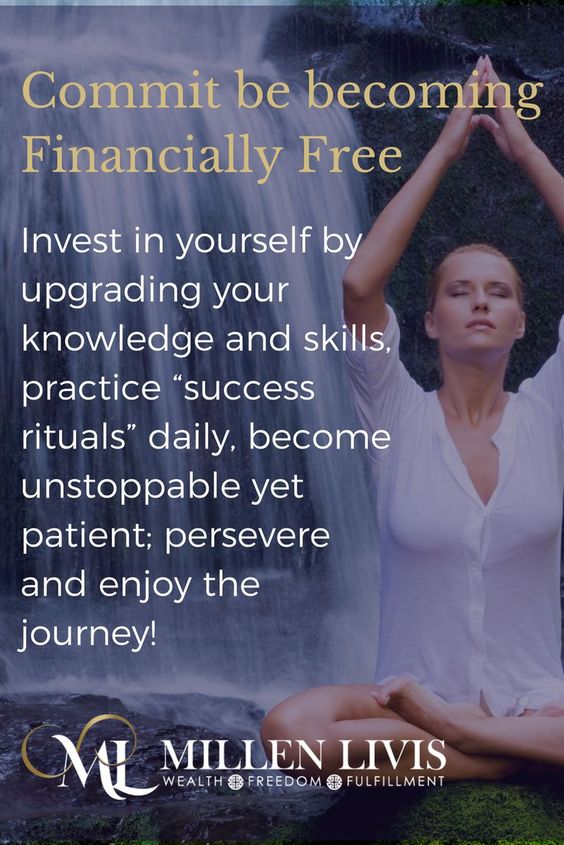 Commit be becoming
Financially Free
Invest in yourself by
upgrading your
knowledge and skills,
practice “success
rituals” daily, become
unstoppable yet
patient; persevere
and enjoy the
journey!
ML MILLEN LIVIS
WEALTH FREEDOM FULFILLMENT